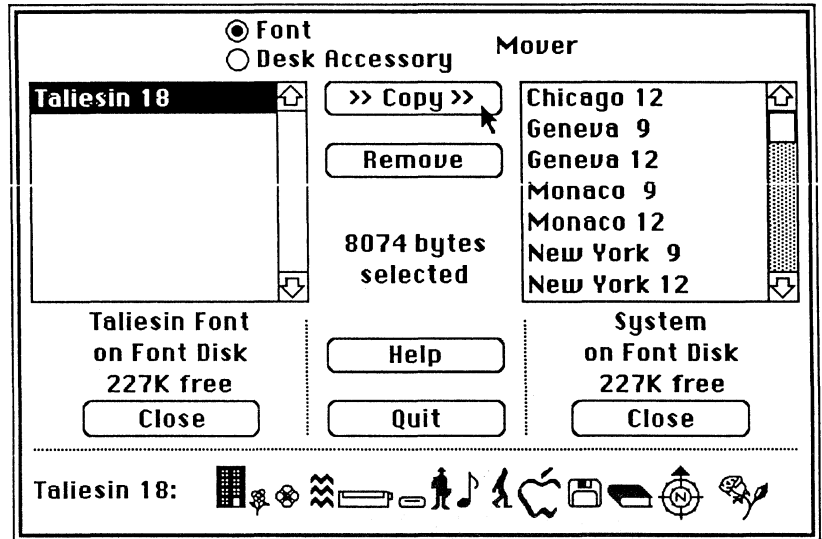 Font
Desk Accessory
Mover
Taliesin 18
>> Copy >>
Remove
8074 bytes
selected
Chicago 12
Geneva 9
Geneva 12
Monaco 9
Monaco 12
New York 9
New York 12
Taliesin Font
on Font Disk
227K free
Close
Help
Quit
System
on Font Disk
227K free
Close
Taliesin 18:
N